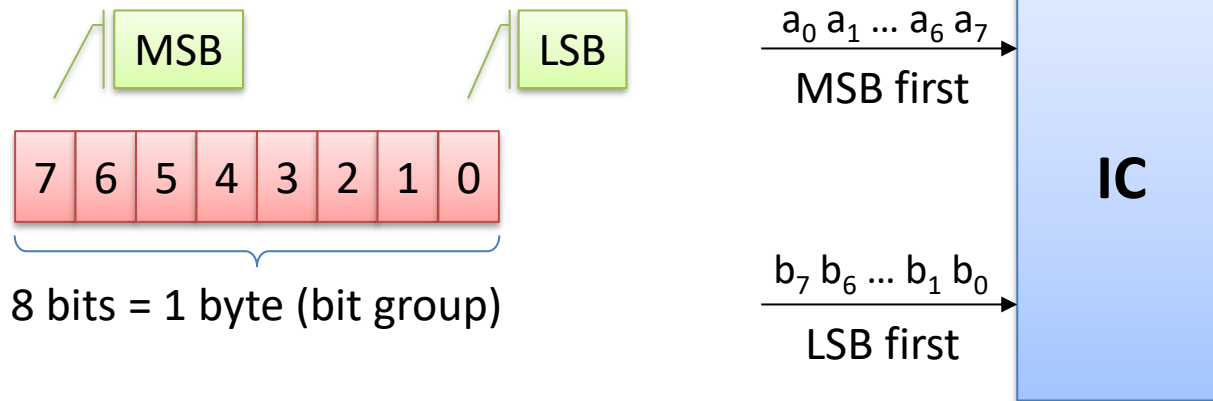 MSB
LSB
7 6 5 4 3 2 1 0
8 bits = 1 byte (bit group)
a₀ a₁ … a₆ a₇
MSB first
b₇ b₆ … b₁ b₀
LSB first
IC